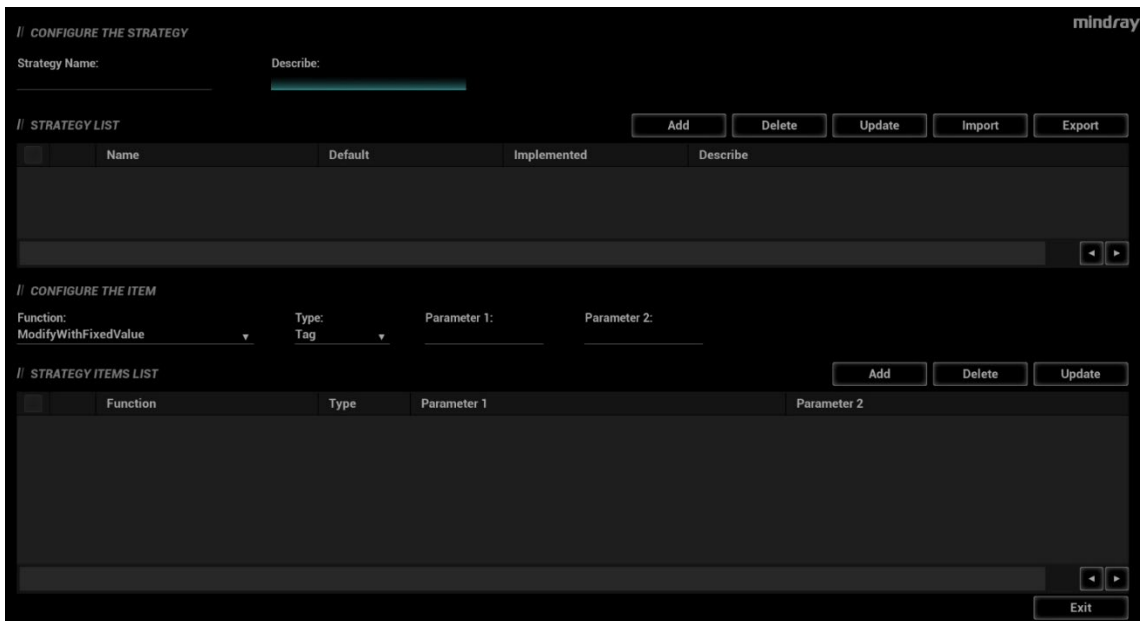 mindray
// CONFIGURE THE STRATEGY
Strategy Name: Describe:
// STRATEGY LIST Add Delete Update Import Export
Name Default Implemented Describe
// CONFIGURE THE ITEM
Function: Type: Parameter 1: Parameter 2:
ModifyWithFixedValue Tag
// STRATEGY ITEMS LIST Add Delete Update
Function Type Parameter 1 Parameter 2
Exit